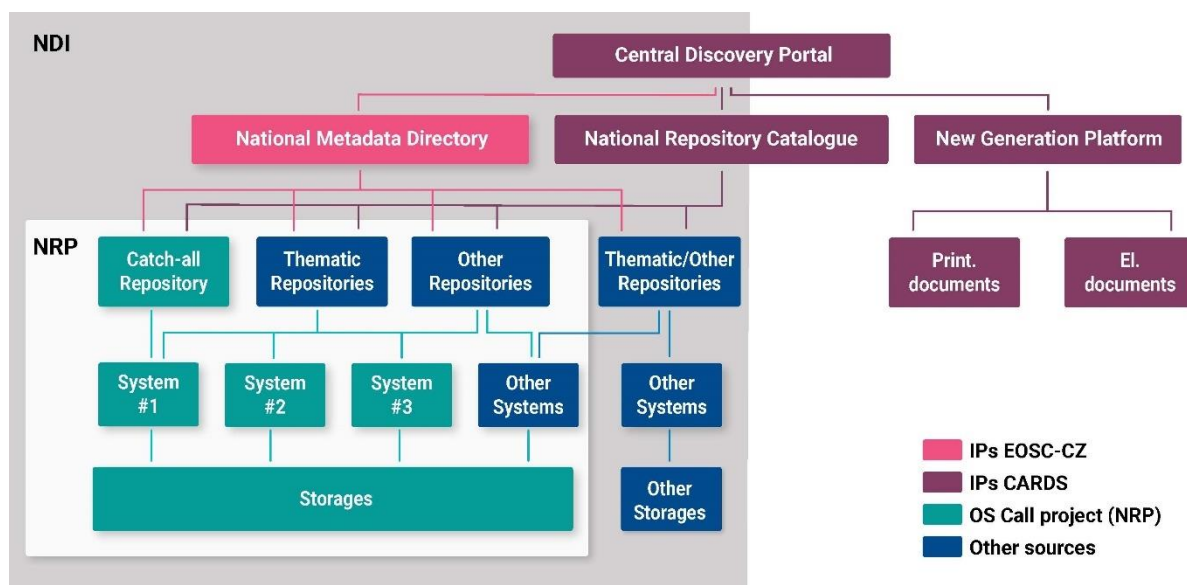 NDI
Central Discovery Portal
National Metadata Directory
National Repository Catalogue
New Generation Platform
NRP
Catch-all
Repository
Thematic
Repositories
Other
Repositories
Thematic/Other
Repositories
Print.
documents
El.
documents
System
#1
System
#2
System
#3
Other
Systems
Other
Systems
Storages
Other
Storages
IPs EOSC-CZ
IPs CARDS
OS Call project (NRP)
Other sources